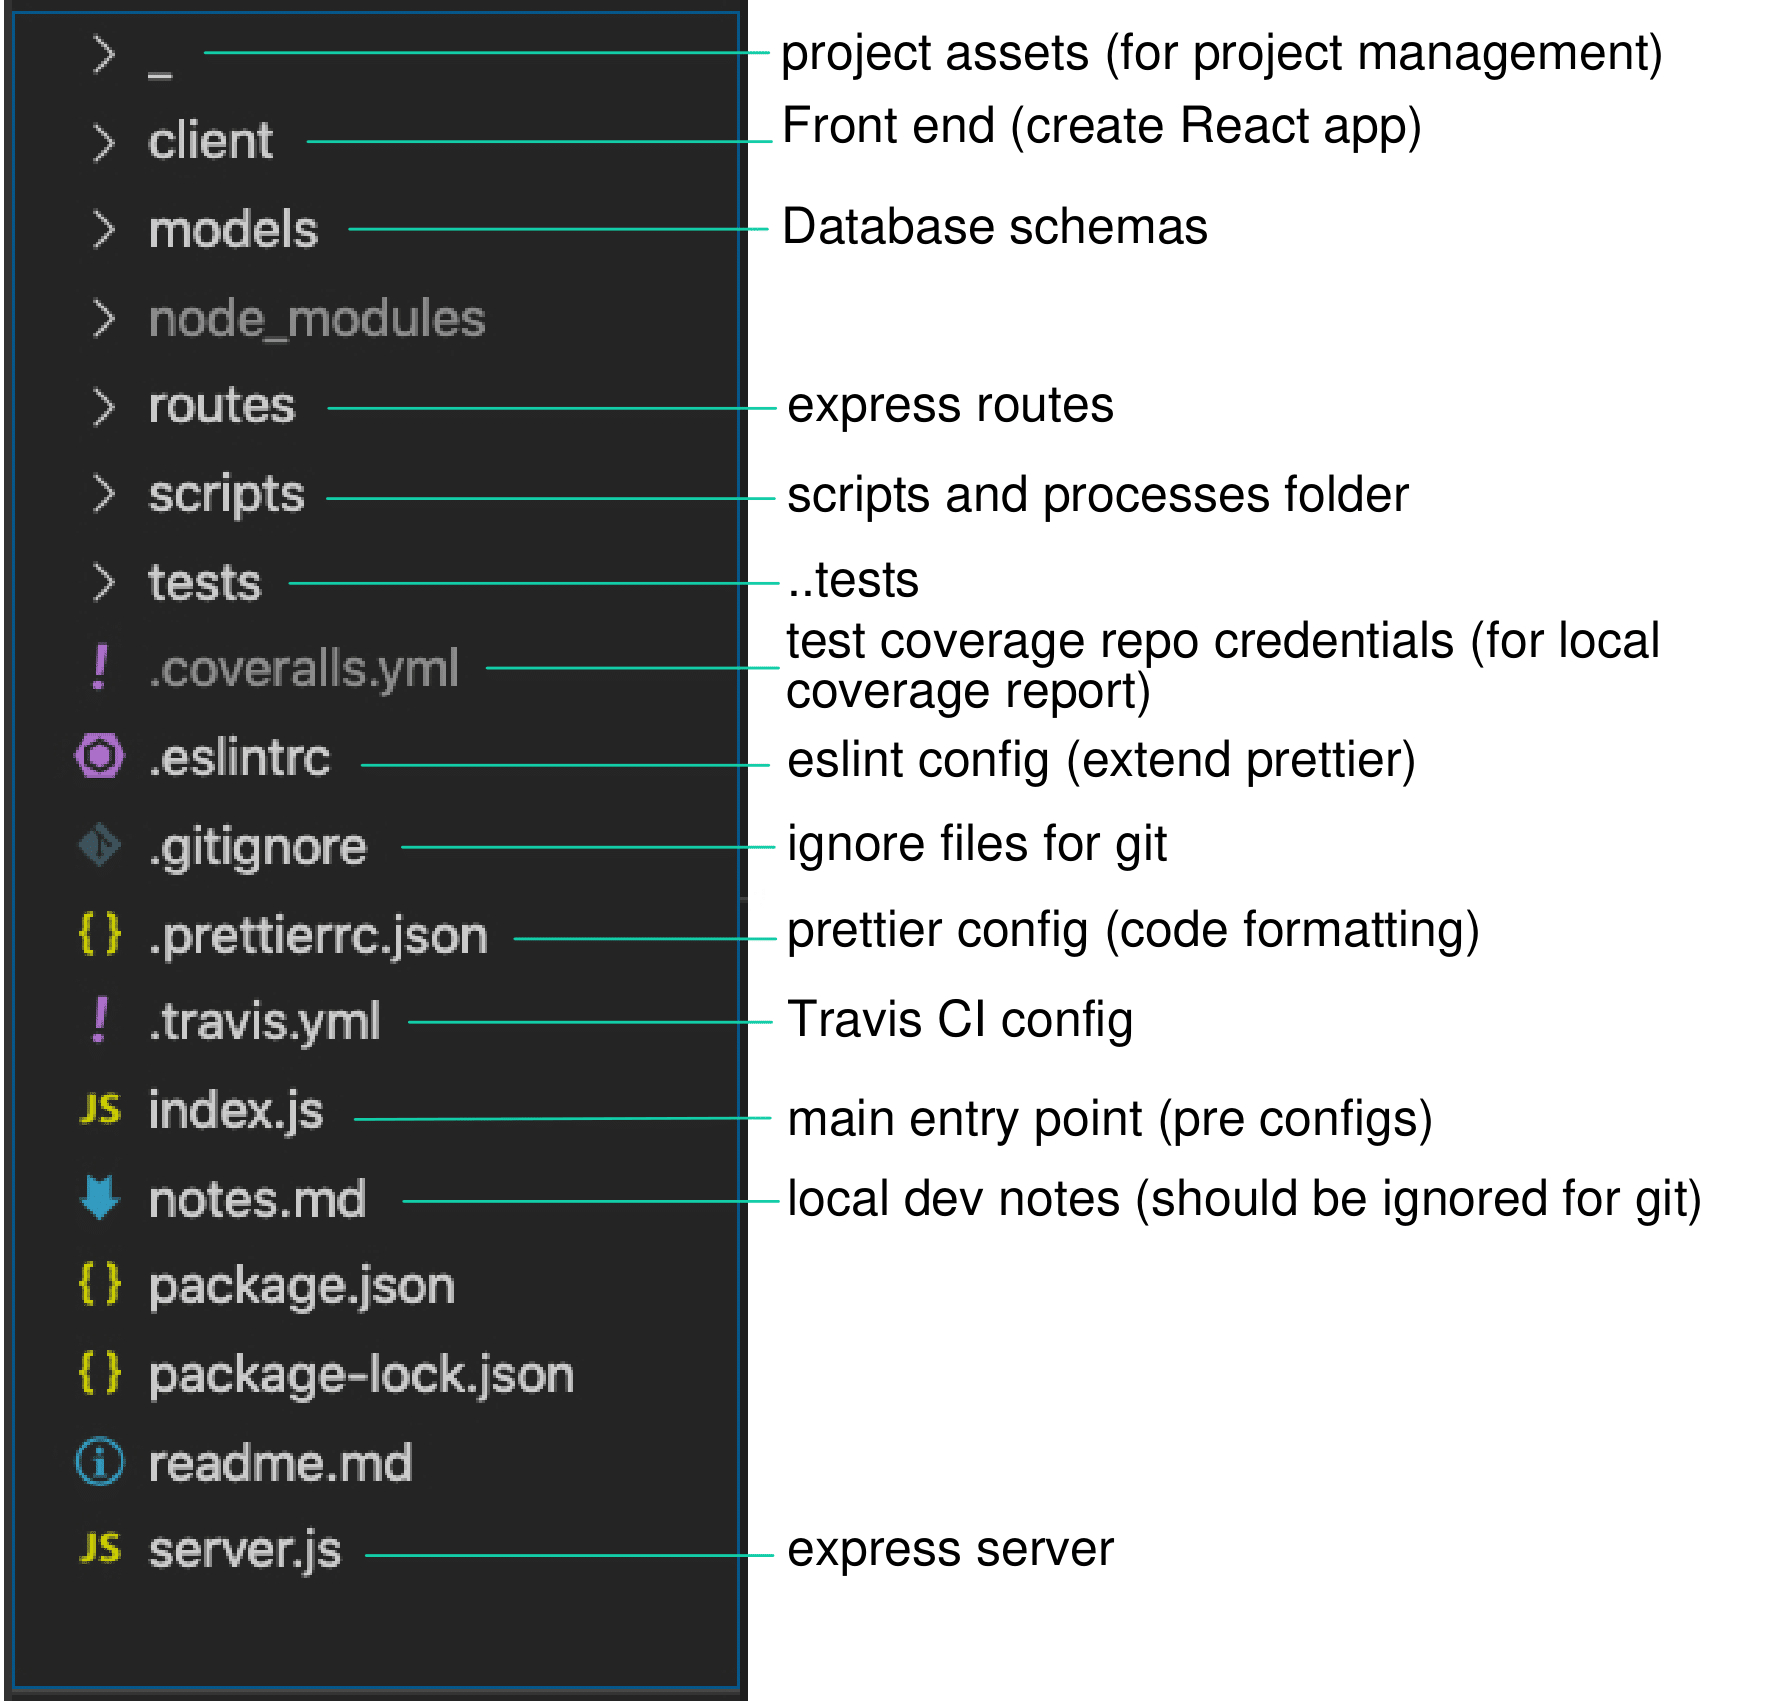 _ project assets (for project management)
client Front end (create React app)
models Database schemas
node_modules
routes express routes
scripts scripts and processes folder
tests ..tests
.coveralls.yml test coverage repo credentials (for local
coverage report)
.eslintrc eslint config (extend prettier)
.gitignore ignore files for git
{} .prettierrc.json prettier config (code formatting)
! .travis.yml Travis CI config
JS index.js main entry point (pre configs)
notes.md local dev notes (should be ignored for git)
{} package.json
{} package-lock.json
readme.md
JS server.js express server